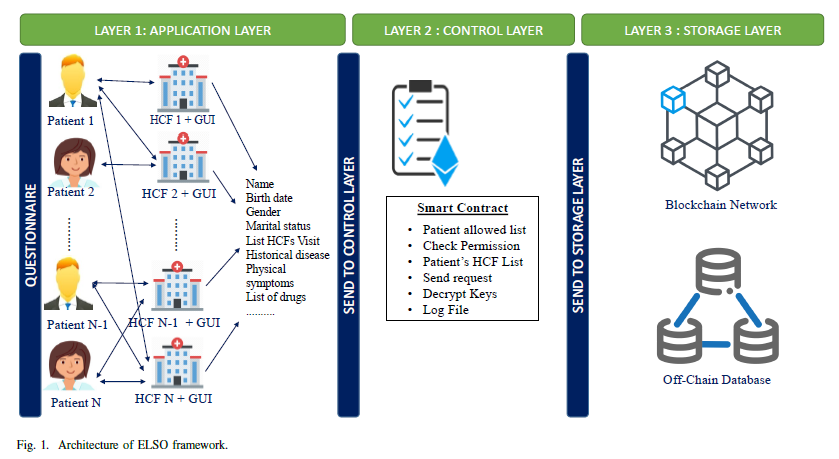 LAYER 1: APPLICATION LAYER
LAYER 2 : CONTROL LAYER
LAYER 3 : STORAGE LAYER
QUESTIONNAIRE
Patient 1
HCF 1 + GUI
Patient 2
HCF 2 + GUI
Patient N-1
HCF N-1 + GUI
Patient N
HCF N + GUI
Name
Birth date
Gender
Marital status
List HCFs Visit
Historical disease
Physical
symptoms
List of drugs
..........
SEND TO CONTROL LAYER
Smart Contract
• Patient allowed list
• Check Permission
• Patient's HCF List
• Send request
• Decrypt Keys
• Log File
SEND TO STORAGE LAYER
Blockchain Network
Off-Chain Database
Fig. 1. Architecture of ELSO framework.